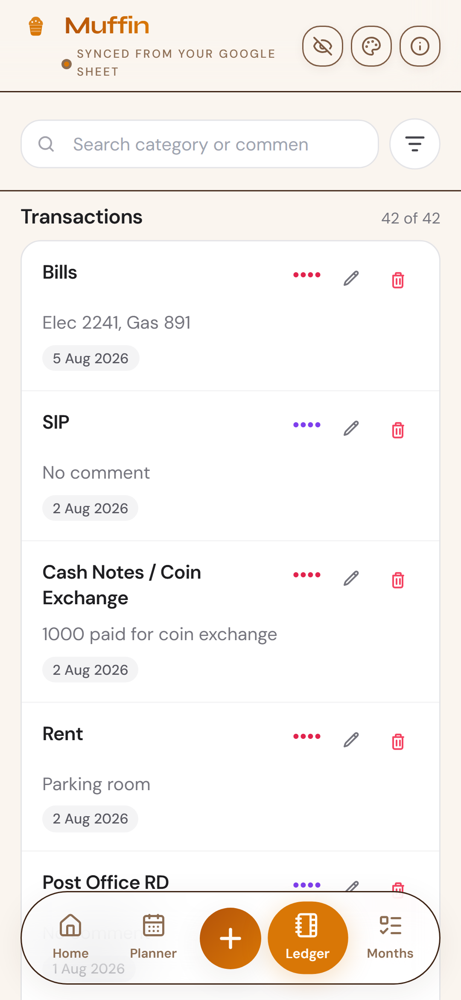 Muffin
SYNCED FROM YOUR GOOGLE
SHEET
Search category or commen
Transactions
42 of 42
Bills
Elec 2241, Gas 891
5 Aug 2026
SIP
No comment
2 Aug 2026
Cash Notes / Coin
Exchange
1000 paid for coin exchange
2 Aug 2026
Rent
Parking room
2 Aug 2026
Post Office RD
No comment
1 Aug 2026
Home
Planner
Ledger
Months